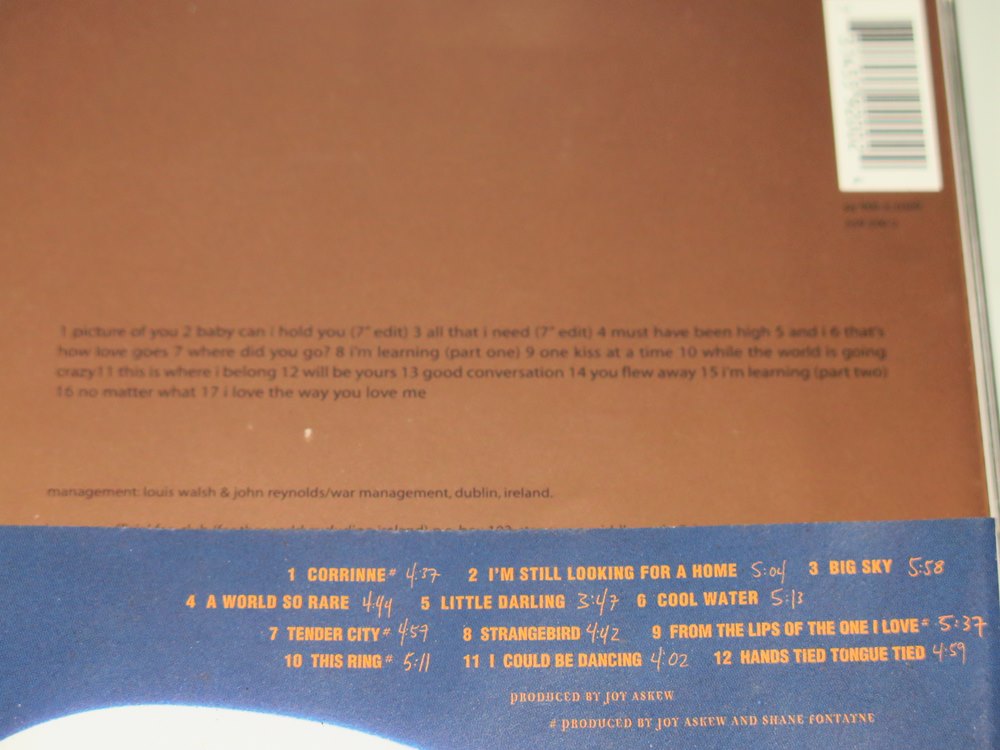 1 picture of you 2 baby can i hold you (7" edit) 3 all that i need (7" edit) 4 must have been high 5 and i 6 that's
how love goes 7 where did you go? 8 i'm learning (part one) 9 one kiss at a time 10 while the world is going
crazy11 this is where i belong 12 will be yours 13 good conversation 14 you flew away 15 i'm learning (part two)
16 no matter what 17 i love the way you love me
management: louis walsh & john reynolds/war management, dublin, ireland.
1 CORRINNE# 4:37 2 I'M STILL LOOKING FOR A HOME 5:04 3 BIG SKY 5:58
4 A WORLD SO RARE 4:44 5 LITTLE DARLING 3:47 6 COOL WATER 5:13
7 TENDER CITY# 4:59 8 STRANGEBIRD 4:42 9 FROM THE LIPS OF THE ONE I LOVE# 5:37
10 THIS RING# 5:11 11 I COULD BE DANCING 4:02 12 HANDS TIED TONGUE TIED 4:59
PRODUCED BY JOY ASKEW
# PRODUCED BY JOY ASKEW AND SHANE FONTAYNE